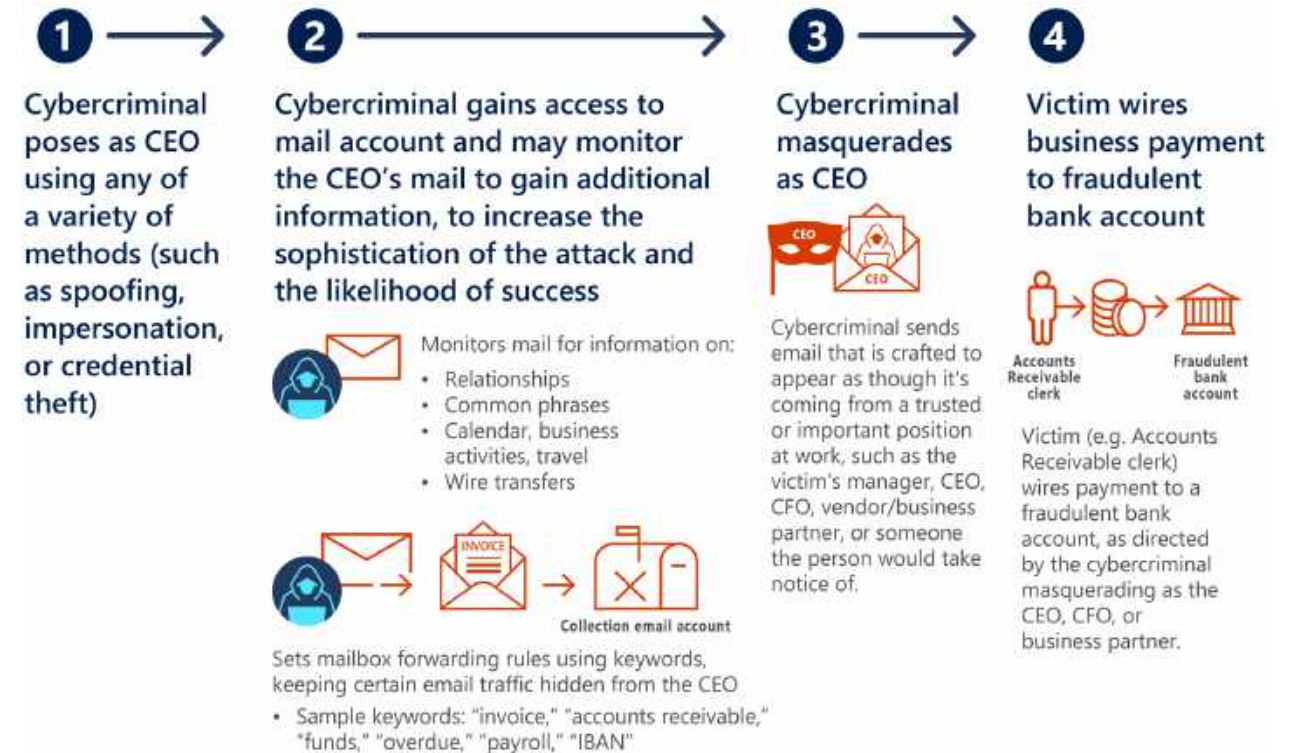 1
Cybercriminal
poses as CEO
using any of
a variety of
methods (such
as spoofing,
impersonation,
or credential
theft)
2
Cybercriminal gains access to
mail account and may monitor
the CEO's mail to gain additional
information, to increase the
sophistication of the attack and
the likelihood of success
Monitors mail for information on:
• Relationships
• Common phrases
• Calendar, business
activities, travel
• Wire transfers
INVOICE
Collection email account
Sets mailbox forwarding rules using keywords,
keeping certain email traffic hidden from the CEO
• Sample keywords: "invoice," "accounts receivable,"
"funds," "overdue," "payroll," "IBAN"
3
Cybercriminal
masquerades
as CEO
CEO
CEO
Cybercriminal sends
email that is crafted to
appear as though it's
coming from a trusted
or important position
at work, such as the
victim's manager, CEO,
CFO, vendor/business
partner, or someone
the person would take
notice of.
4
Victim wires
business payment
to fraudulent
bank account
Accounts
Receivable
clerk
Fraudulent
bank
account
Victim (e.g. Accounts
Receivable clerk)
wires payment to a
fraudulent bank
account, as directed
by the cybercriminal
masquerading as the
CEO, CFO, or
business partner.